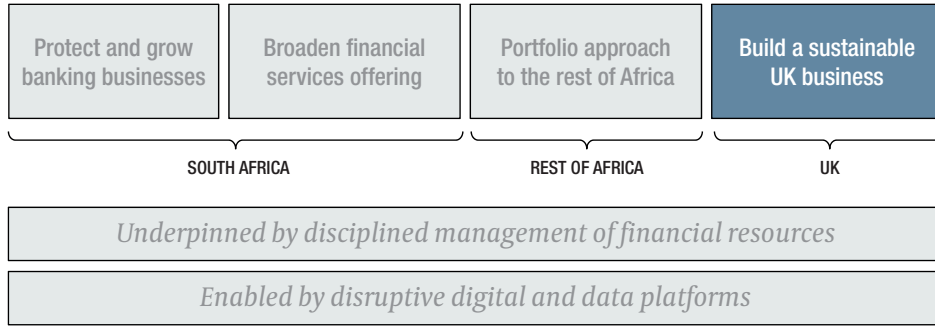 Protect and grow
banking businesses
Broaden financial
services offering
Portfolio approach
to the rest of Africa
Build a sustainable
UK business
SOUTH AFRICA
REST OF AFRICA
UK
Underpinned by disciplined management of financial resources
Enabled by disruptive digital and data platforms